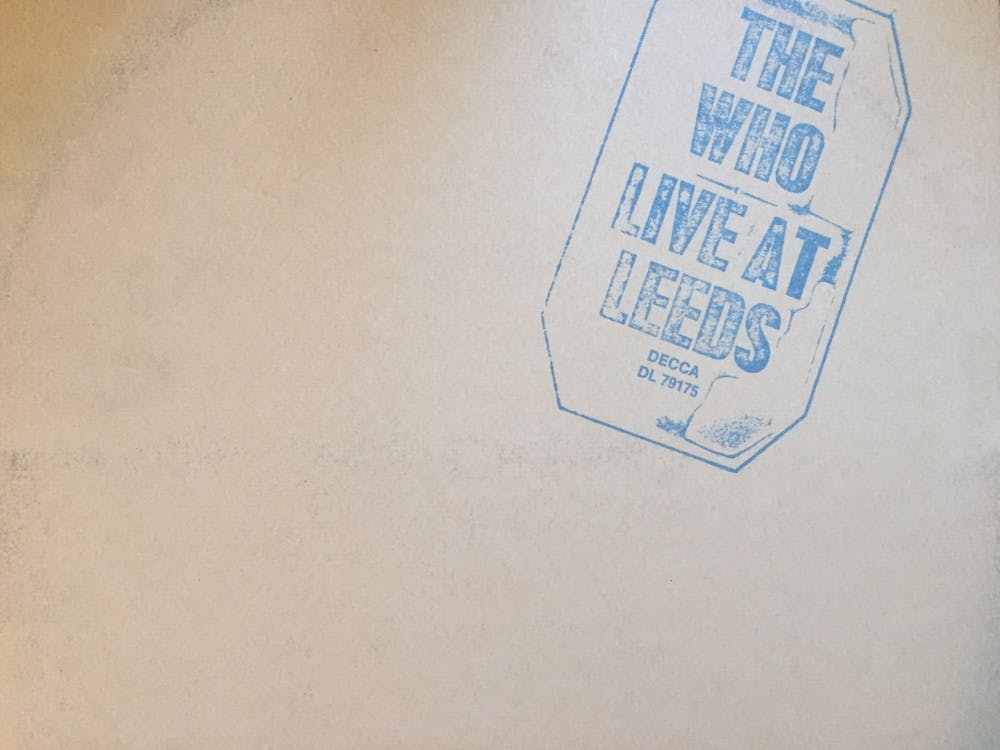 THE
WHO
LIVE AT
LEEDS
DECCA
DL 79175